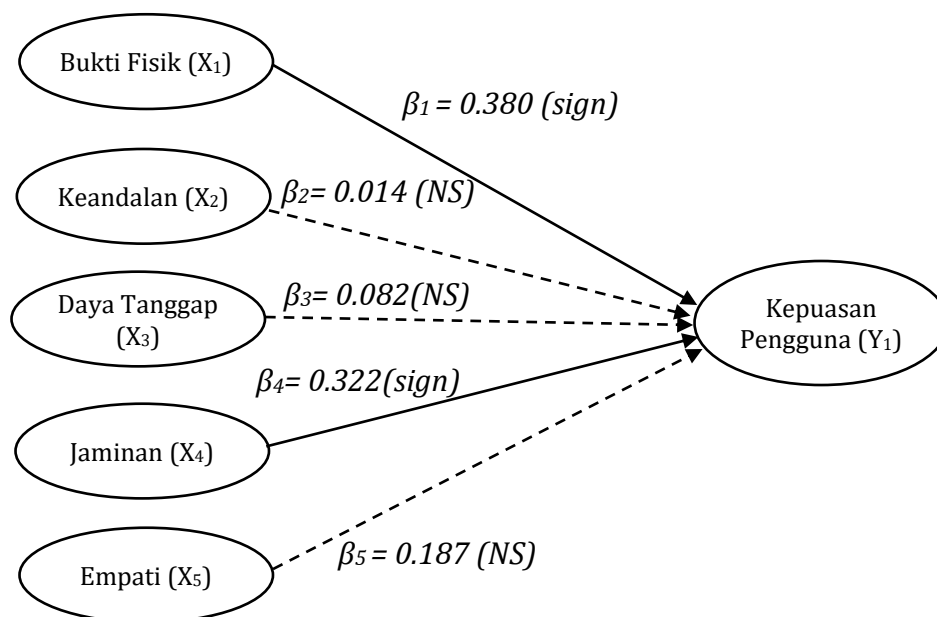 Bukti Fisik (X₁)
β₁ = 0.380 (sign)
Keandalan (X₂)
β₂= 0.014 (NS)
Daya Tanggap
(X₃)
β₃= 0.082(NS)
Kepuasan
Pengguna (Y₁)
β₄= 0.322(sign)
Jaminan (X₄)
β₅ = 0.187 (NS)
Empati (X₅)